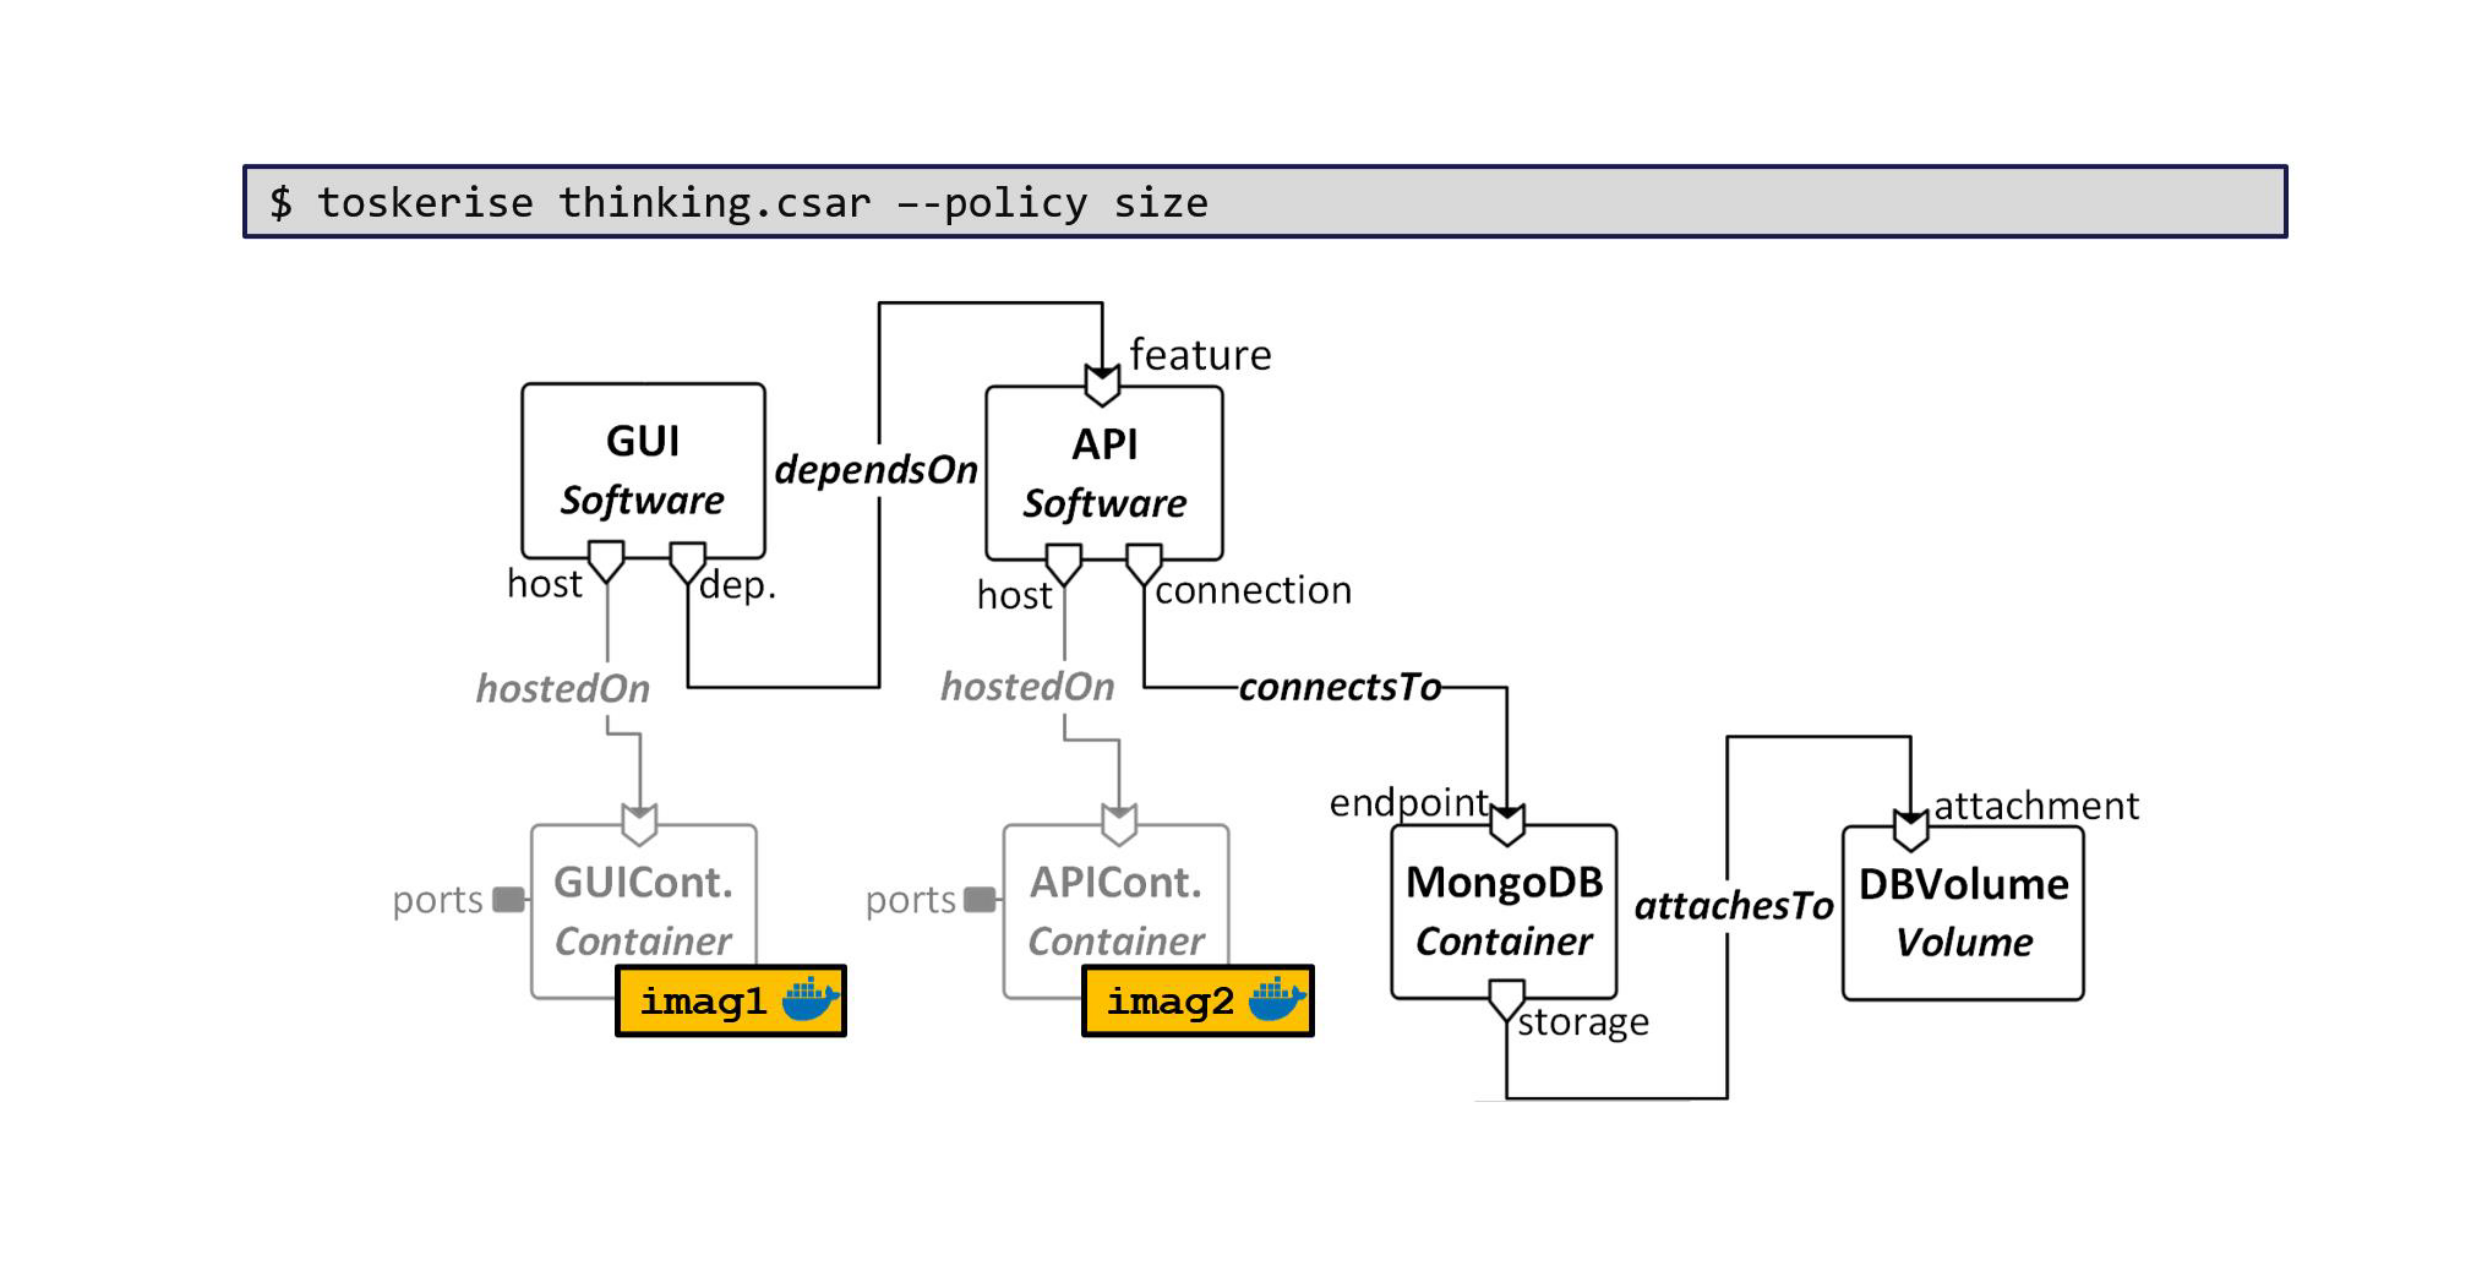 $ toskerise thinking.csar –-policy size
feature
GUI
Software
dependsOn
API
Software
host
dep.
host
connection
hostedOn
hostedOn
connectsTo
endpoint
attachment
ports
GUICont.
Container
ports
APICont.
Container
MongoDB
Container
attachesTo
DBVolume
Volume
imag1
imag2
storage